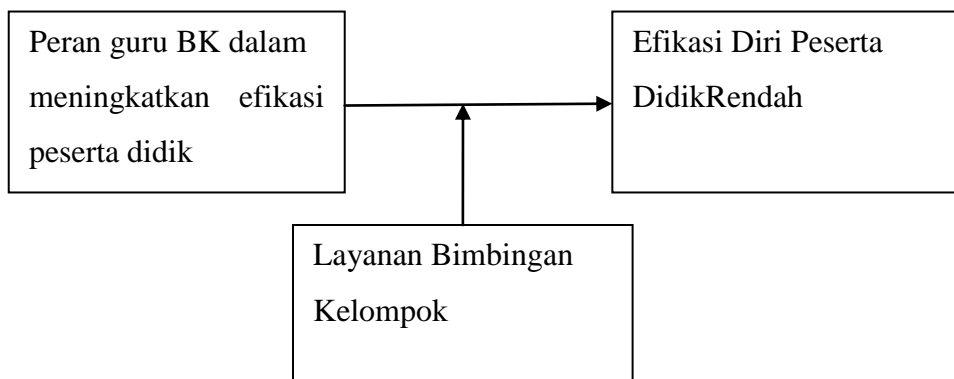 Peran guru BK dalam
meningkatkan efikasi
peserta didik
Efikasi Diri Peserta
DidikRendah
Layanan Bimbingan
Kelompok